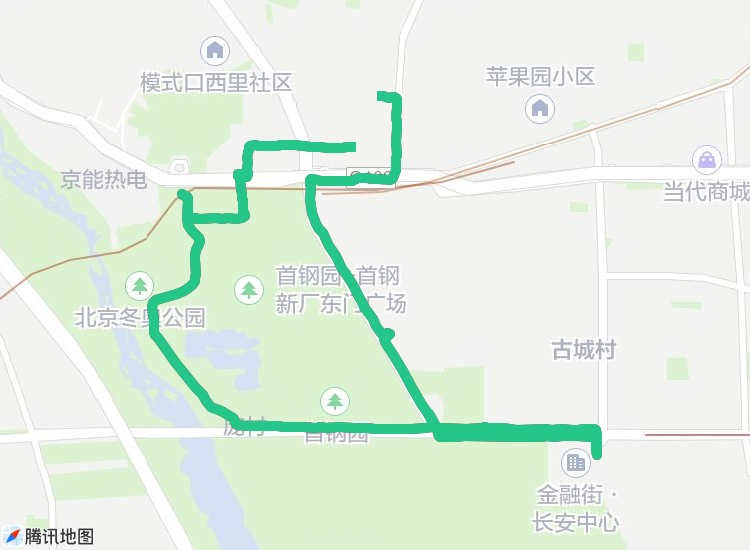 模式口西里社区
苹果园小区
京能热电
当代商城
首钢园-首钢
新厂东门广场
北京冬奥公园
古城村
庞村
首钢园
金融街·
长安中心
腾讯地图